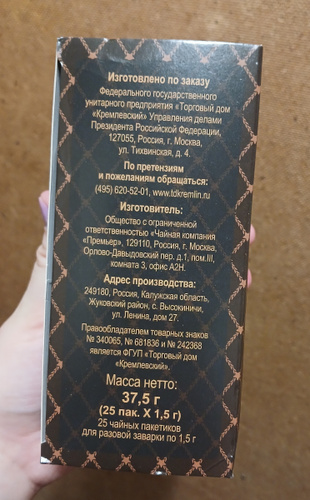 Изготовлено по заказу
Федерального государственного
унитарного предприятия «Торговый дом
«Кремлевский» Управления делами
Президента Российской Федерации,
127055, Россия, г. Москва,
ул. Тихвинская, д. 4.
По претензиям
и пожеланиям обращаться:
(495) 620-52-01, www.tdkremlin.ru
Изготовитель:
Общество с ограниченной
ответственностью «Чайная компания
«Премьер», 129110, Россия, г. Москва,
Орлово-Давыдовский пер. д.1, пом.III,
комната 3, офис А2Н.
Адрес производства:
249180, Россия, Калужская область,
Жуковский район, с. Высокиничи,
ул. Ленина, дом 27.
Правообладателем товарных знаков
№ 340065, № 681836 и № 242368
является ФГУП «Торговый дом
«Кремлевский».
Масса нетто:
37,5 г
(25 пак. X 1,5 г)
25 чайных пакетиков
для разовой заварки по 1,5 г